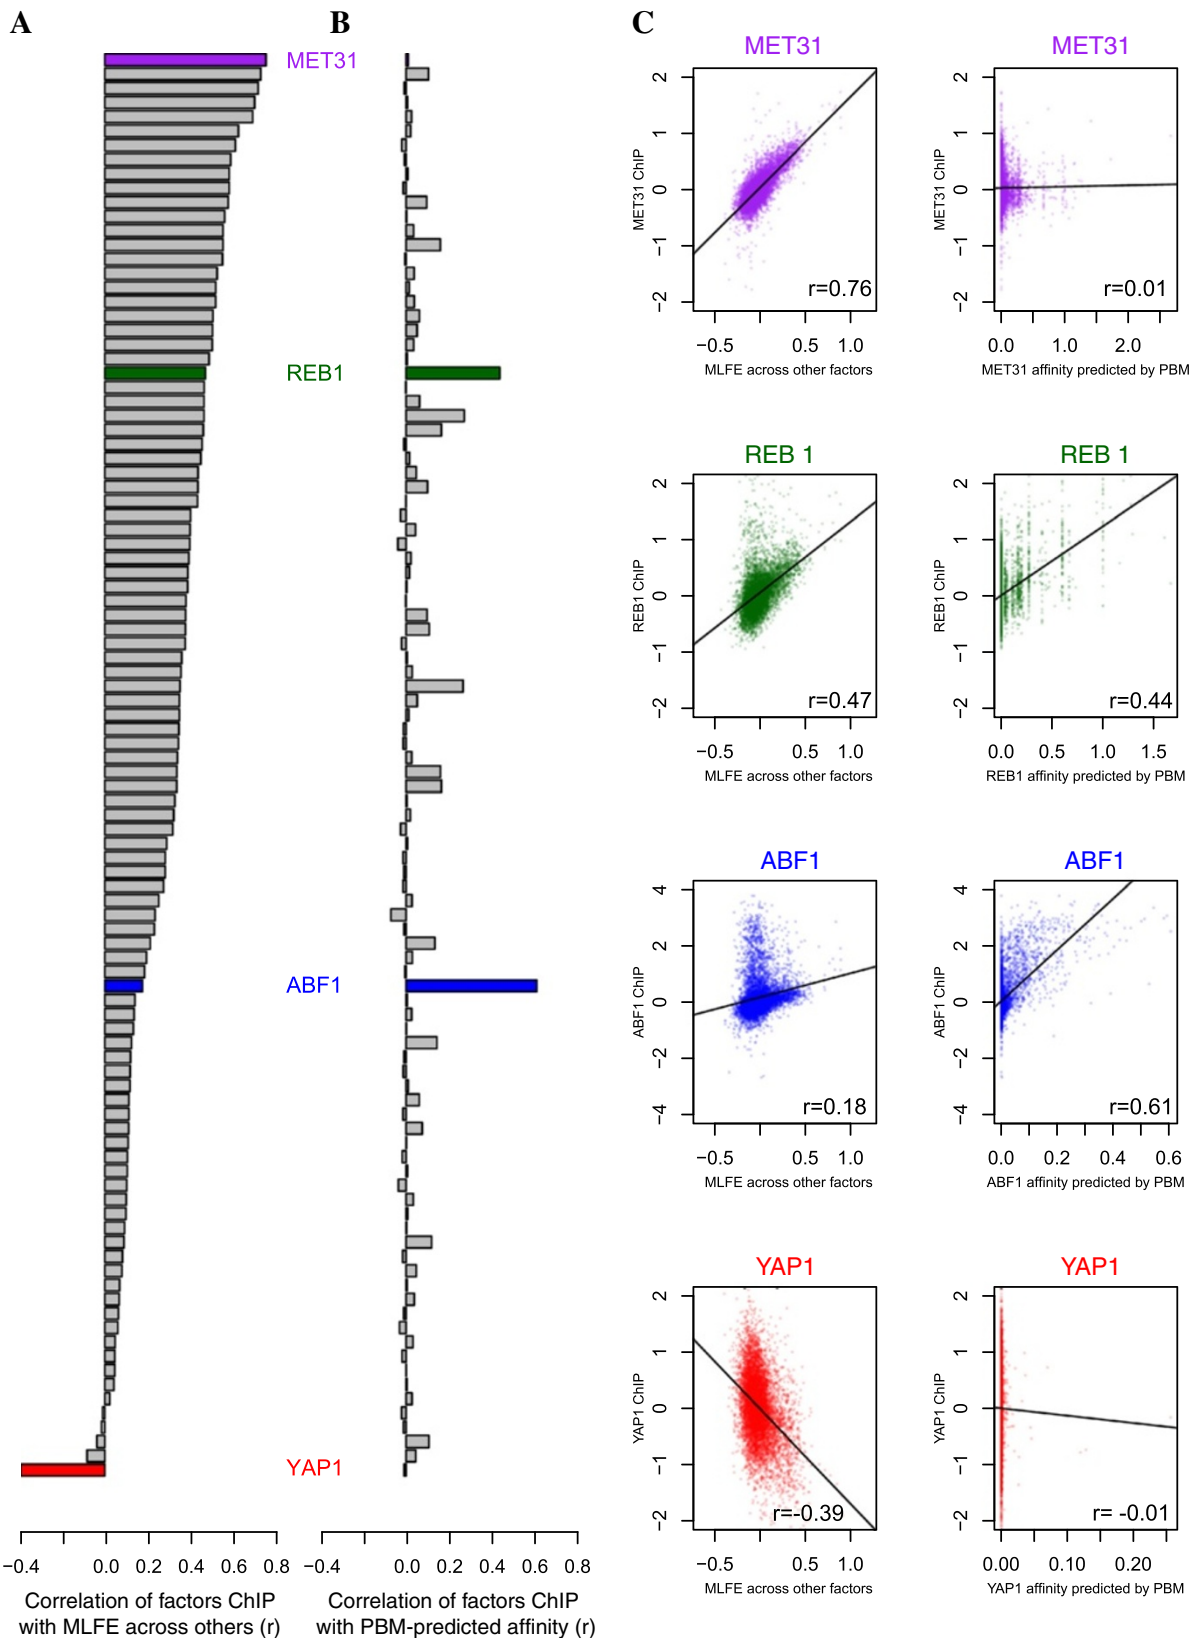 A
B
C
MET31
REB1
ABF1
YAP1
−0.4 0.0 0.2 0.4 0.6 0.8
Correlation of factors ChIP
with MLFE across others (r)
−0.4 0.0 0.2 0.4 0.6 0.8
Correlation of factors ChIP
with PBM-predicted affinity (r)
MET31
MET31 ChIP
2
1
0
−1
−2
r=0.76
−0.5 0.5 1.0
MLFE across other factors
MET31
MET31 ChIP
2
1
0
−1
−2
r=0.01
0.0 1.0 2.0
MET31 affinity predicted by PBM
REB 1
REB1 ChIP
2
1
0
−1
−2
r=0.47
−0.5 0.5 1.0
MLFE across other factors
REB 1
REB1 ChIP
2
1
0
−1
−2
r=0.44
0.0 0.5 1.0 1.5
REB1 affinity predicted by PBM
ABF1
ABF1 ChIP
4
2
0
−2
−4
r=0.18
−0.5 0.5 1.0
MLFE across other factors
ABF1
ABF1 ChIP
4
2
0
−2
−4
r=0.61
0.0 0.2 0.4 0.6
ABF1 affinity predicted by PBM
YAP1
YAP1 ChIP
2
1
0
−1
−2
r=-0.39
−0.5 0.5 1.0
MLFE across other factors
YAP1
YAP1 ChIP
2
1
0
−1
−2
r= -0.01
0.00 0.10 0.20
YAP1 affinity predicted by PBM